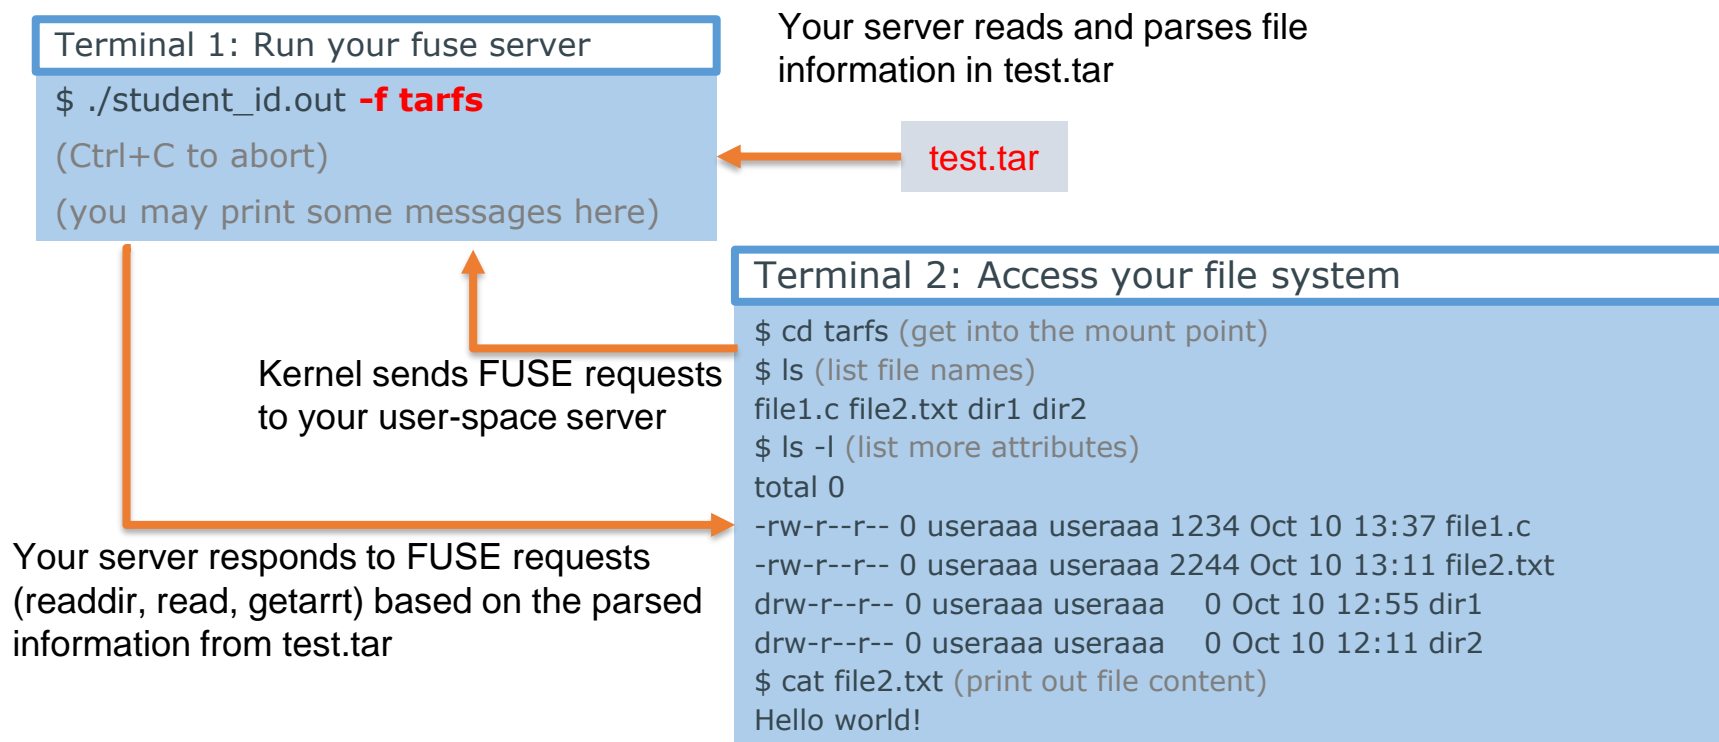 Terminal 1: Run your fuse server
$ ./student_id.out -f tarfs
(Ctrl+C to abort)
(you may print some messages here)
Your server reads and parses file
information in test.tar
test.tar
Kernel sends FUSE requests
to your user-space server
Your server responds to FUSE requests
(readdir, read, getarrt) based on the parsed
information from test.tar
Terminal 2: Access your file system
$ cd tarfs (get into the mount point)
$ ls (list file names)
file1.c file2.txt dir1 dir2
$ ls -l (list more attributes)
total 0
-rw-r--r-- 0 useraaa useraaa 1234 Oct 10 13:37 file1.c
-rw-r--r-- 0 useraaa useraaa 2244 Oct 10 13:11 file2.txt
drw-r--r-- 0 useraaa useraaa    0 Oct 10 12:55 dir1
drw-r--r-- 0 useraaa useraaa    0 Oct 10 12:11 dir2
$ cat file2.txt (print out file content)
Hello world!